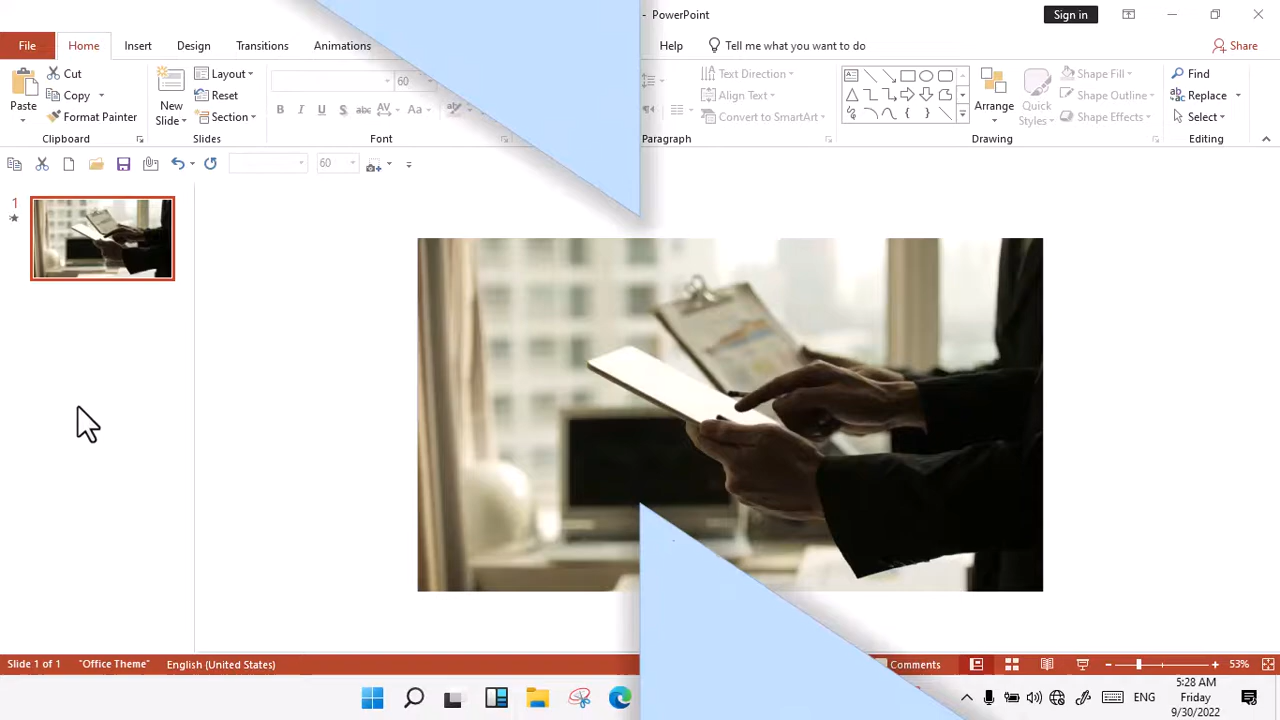 - PowerPoint
Sign in
File Home Insert Design Transitions Animations Help Tell me what you want to do Share
Paste
Cut
Copy
Format Painter
Clipboard
New
Slide
Layout
Reset
Section
Slides
60
B I U S abc AV Aa
Font
Text Direction
Align Text
Convert to SmartArt
Paragraph
Arrange
Quick
Styles
Shape Fill
Shape Outline
Shape Effects
Drawing
Find
Replace
Select
Editing
60
1
Slide 1 of 1 "Office Theme" English (United States) Comments 53%
ENG
5:28 AM
Friday
9/30/2022